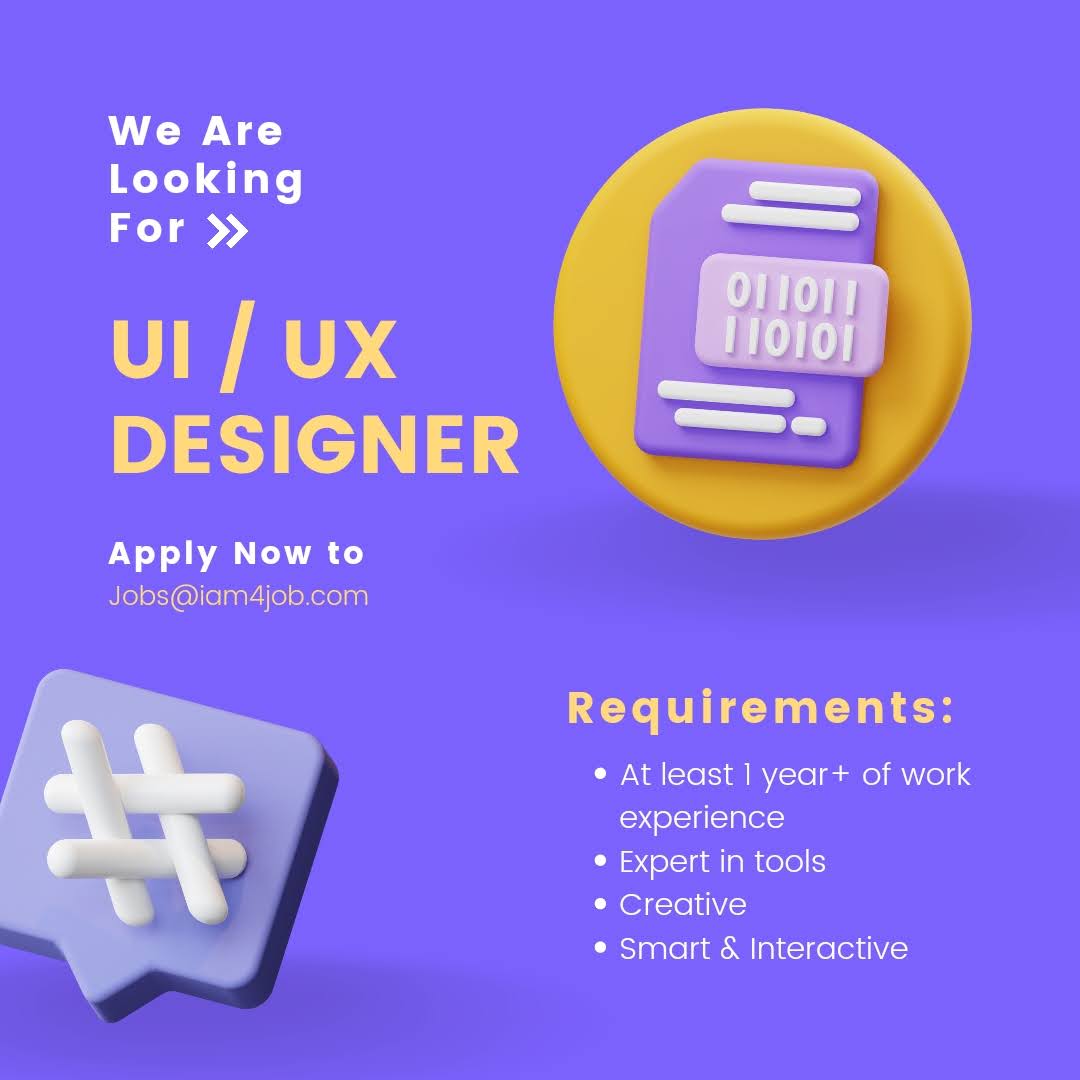 We Are
Looking
For
UI / UX
DESIGNER
Apply Now to
Jobs@iam4job.com
011011
110101
Requirements:
• At least 1 year+ of work
experience
• Expert in tools
• Creative
• Smart & Interactive
#